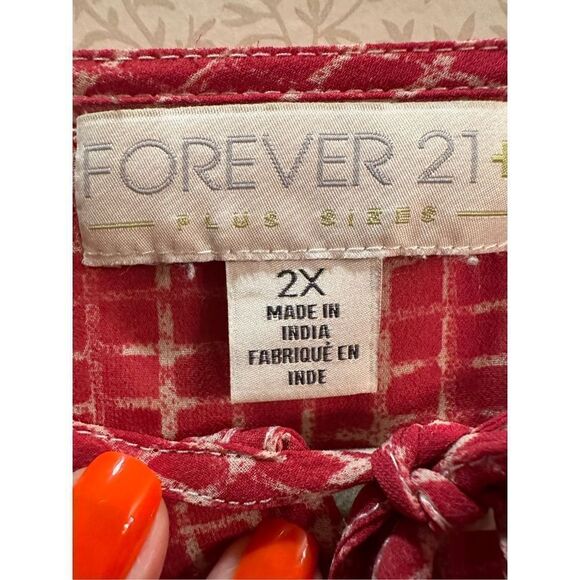 FOREVER 21+
PLUS SIZES
2X
MADE IN
INDIA
FABRIQUÉ EN
INDE